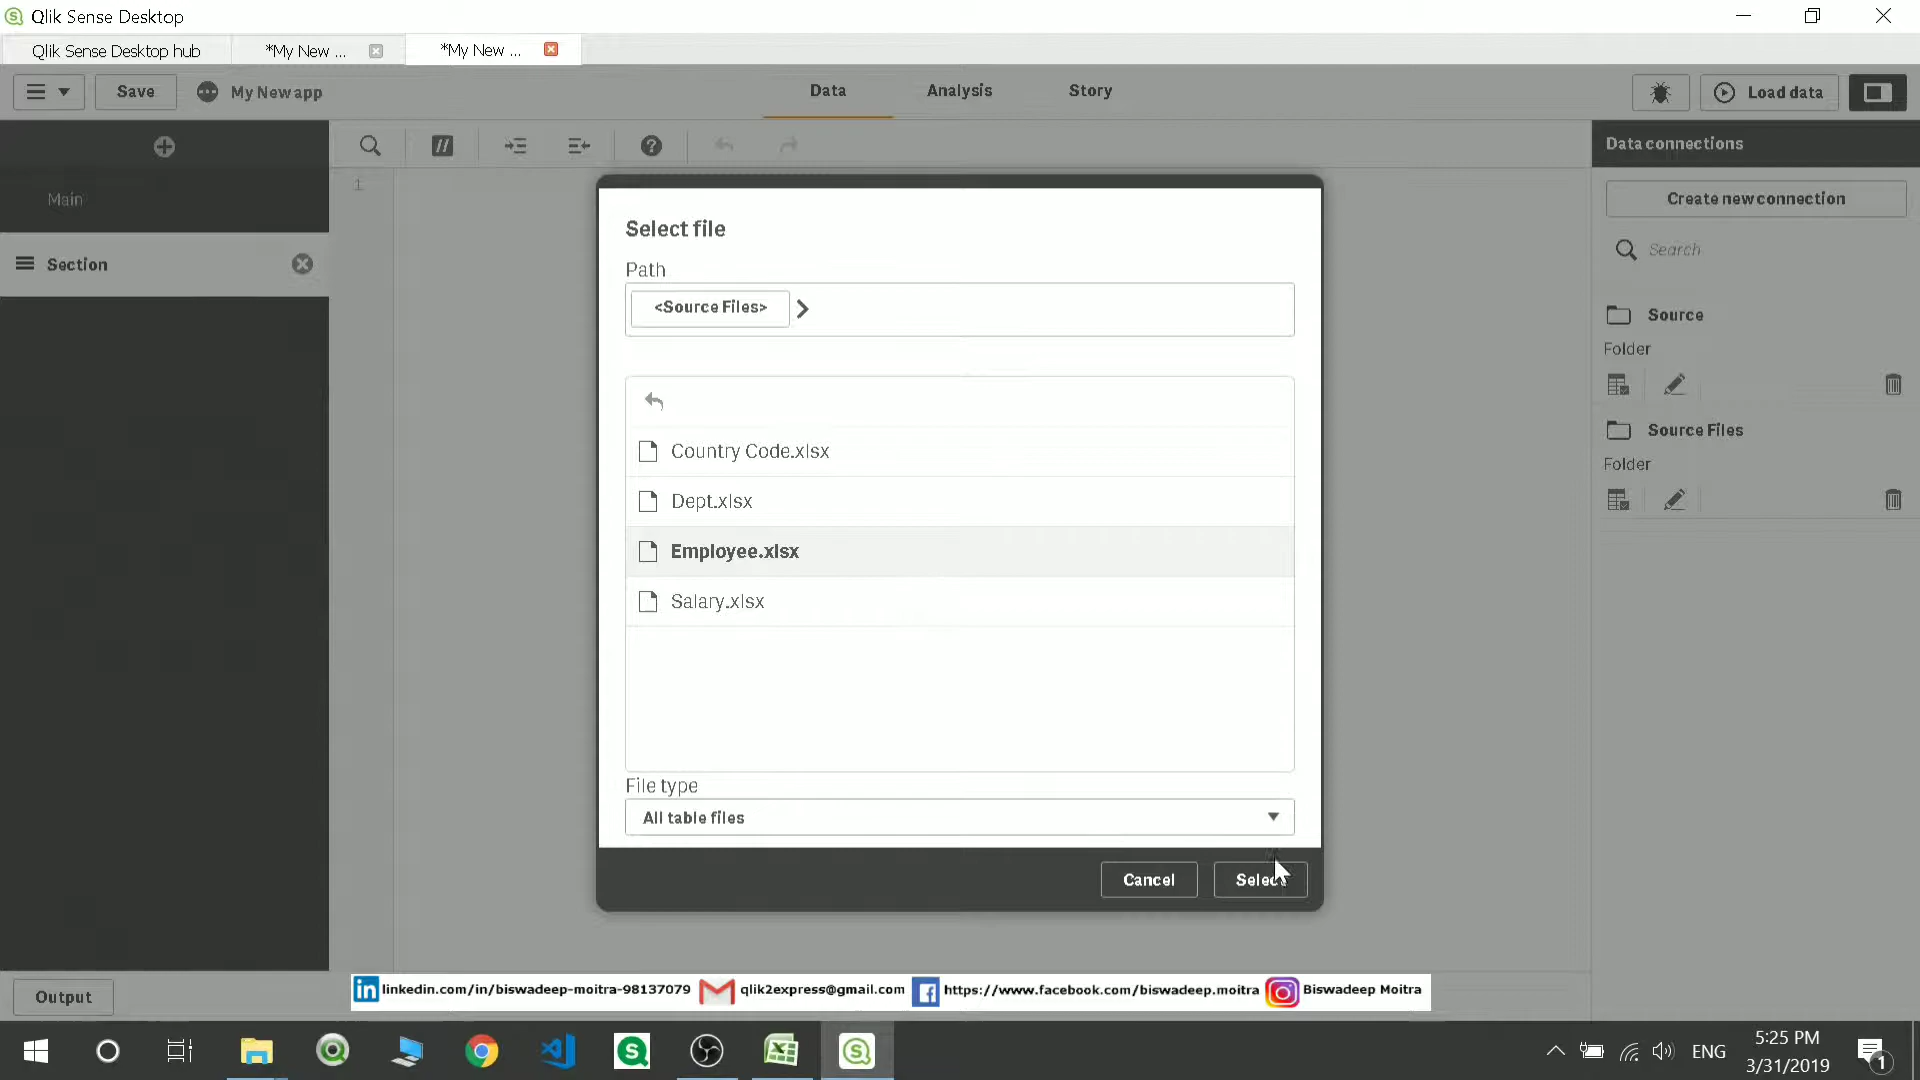 Qlik Sense Desktop
Qlik Sense Desktop hub
*My New ...
*My New ...
Save
My New app
Data
Analysis
Story
Load data
Data connections
Main
1
Create new connection
Select file
Section
Search
Path
<Source Files>
Source
Folder
Source Files
Folder
Country Code.xlsx
Dept.xlsx
Employee.xlsx
Salary.xlsx
File type
All table files
Cancel
Select
Output
linkedin.com/in/biswadeep-moitra-98137079
qlik2express@gmail.com
https://www.facebook.com/biswadeep.moitra
Biswadeep Moitra
ENG
5:25 PM
3/31/2019
1